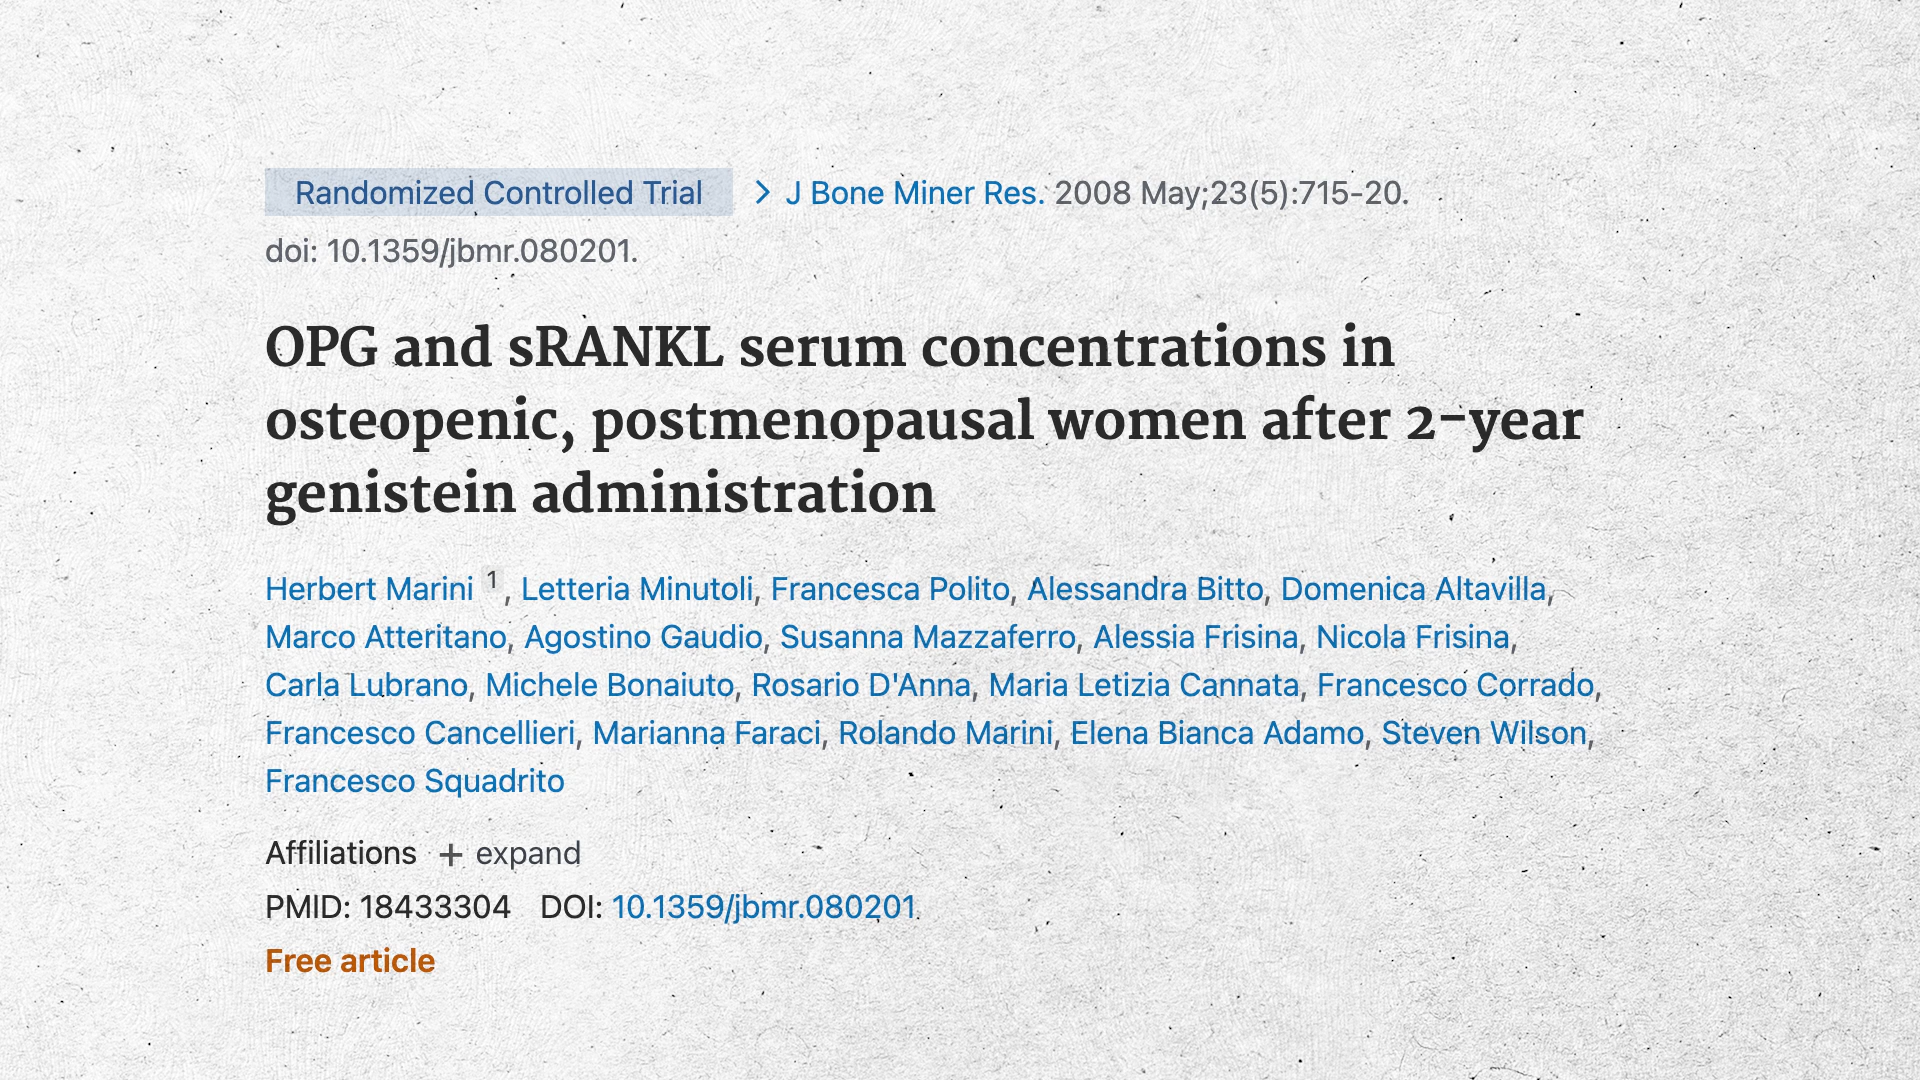 Randomized Controlled Trial > J Bone Miner Res. 2008 May;23(5):715-20.
doi: 10.1359/jbmr.080201.
OPG and sRANKL serum concentrations in
osteopenic, postmenopausal women after 2-year
genistein administration
Herbert Marini 1, Letteria Minutoli, Francesca Polito, Alessandra Bitto, Domenica Altavilla,
Marco Atteritano, Agostino Gaudio, Susanna Mazzaferro, Alessia Frisina, Nicola Frisina,
Carla Lubrano, Michele Bonaiuto, Rosario D'Anna, Maria Letizia Cannata, Francesco Corrado,
Francesco Cancellieri, Marianna Faraci, Rolando Marini, Elena Bianca Adamo, Steven Wilson,
Francesco Squadrito
Affiliations + expand
PMID: 18433304 DOI: 10.1359/jbmr.080201
Free article